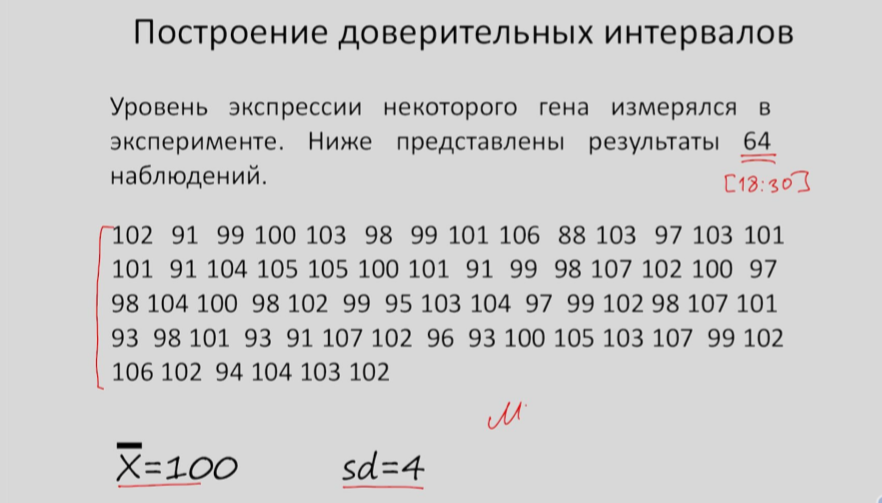 Построение доверительных интервалов
Уровень экспрессии некоторого гена измерялся в
эксперименте. Ниже представлены результаты 64
наблюдений.
[18:30]
102 91 99 100 103 98 99 101 106 88 103 97 103 101
101 91 104 105 105 100 101 91 99 98 107 102 100 97
98 104 100 98 102 99 95 103 104 97 99 102 98 107 101
93 98 101 93 91 107 102 96 93 100 105 103 107 99 102
106 102 94 104 103 102
M
X̅=100 sd=4